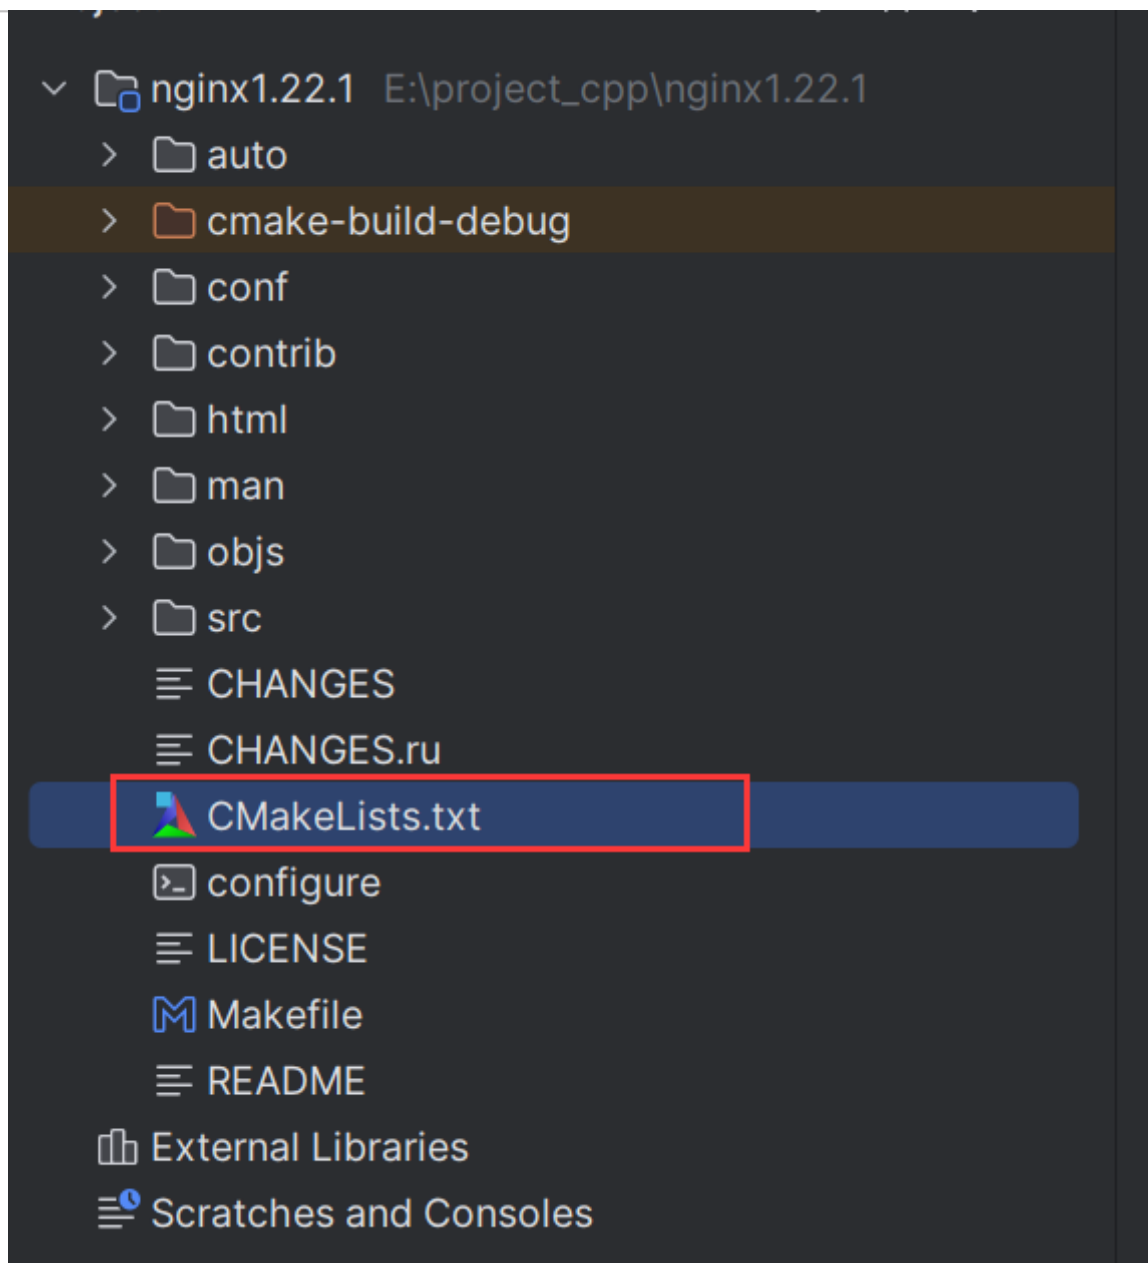 nginx1.22.1 E:\project_cpp\nginx1.22.1
auto
cmake-build-debug
conf
contrib
html
man
objs
src
CHANGES
CHANGES.ru
CMakeLists.txt
configure
LICENSE
Makefile
README
External Libraries
Scratches and Consoles